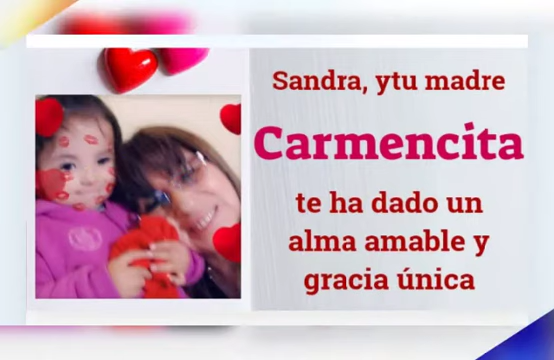 Sandra, ytu madre
Carmencita
te ha dado un
alma amable y
gracia única